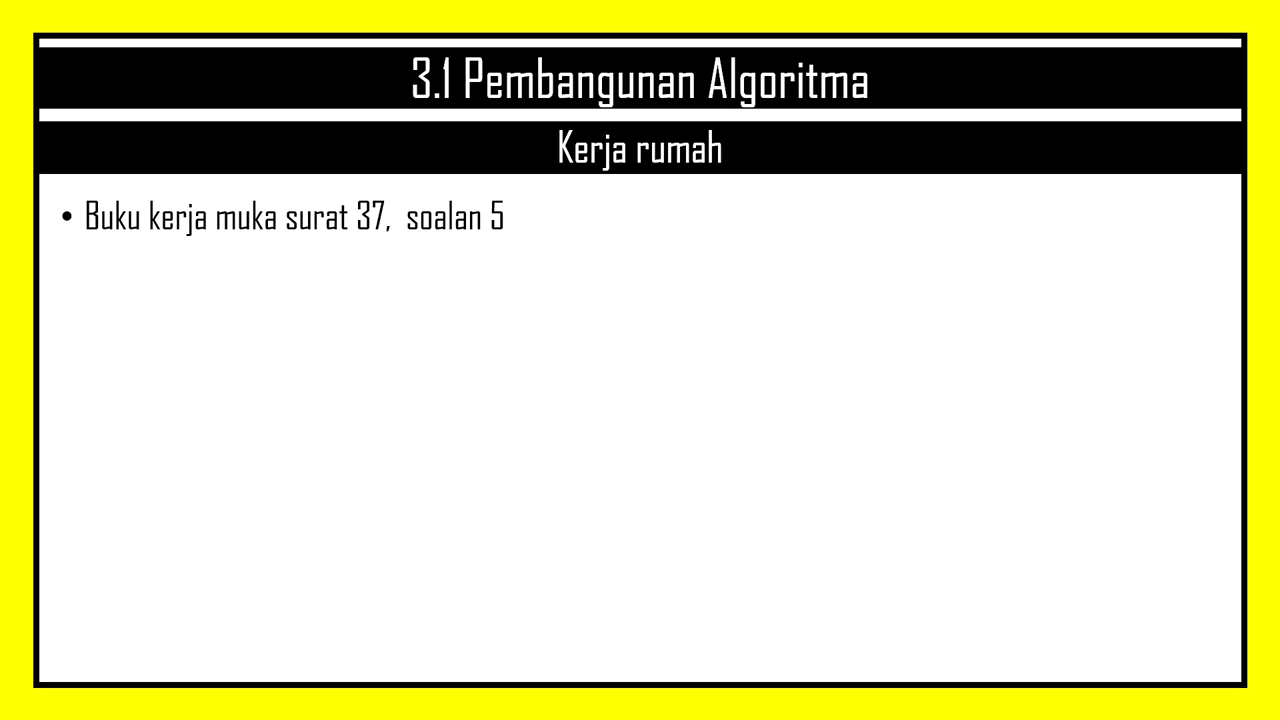 3.1 Pembangunan Algoritma
Kerja rumah
• Buku kerja muka surat 37, soalan 5